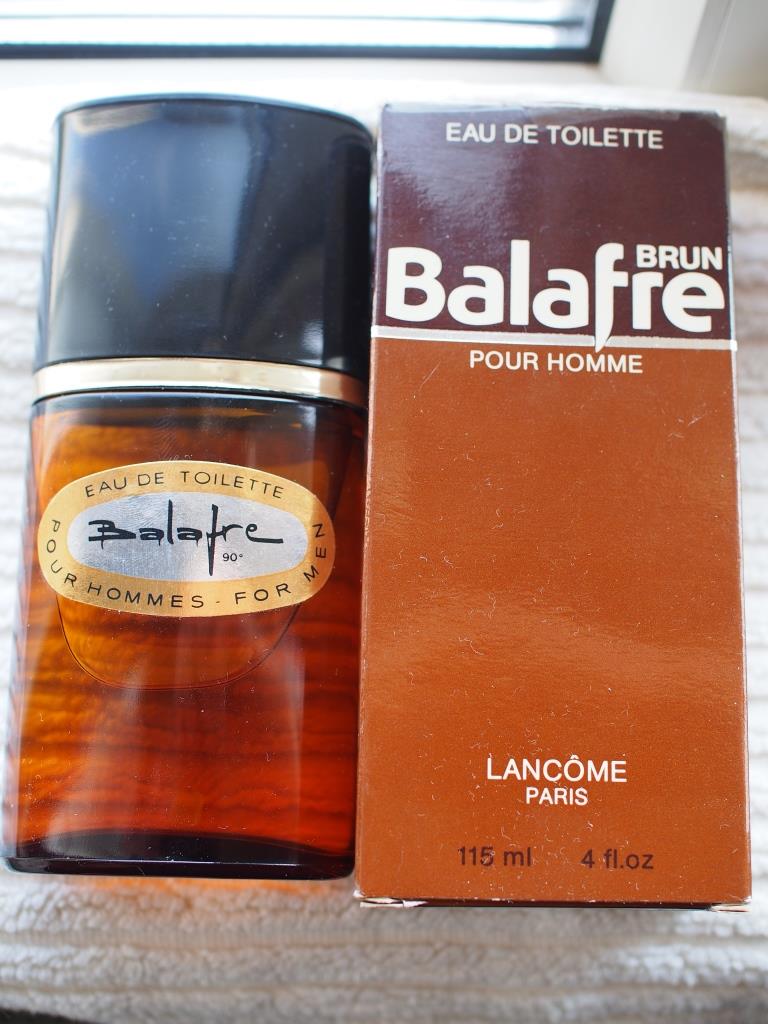 EAU DE TOILETTE
Balafre
90°
POUR HOMMES - FOR MEN
EAU DE TOILETTE
BRUN
Balafre
POUR HOMME
LANCÔME
PARIS
115 ml 4 fl.oz